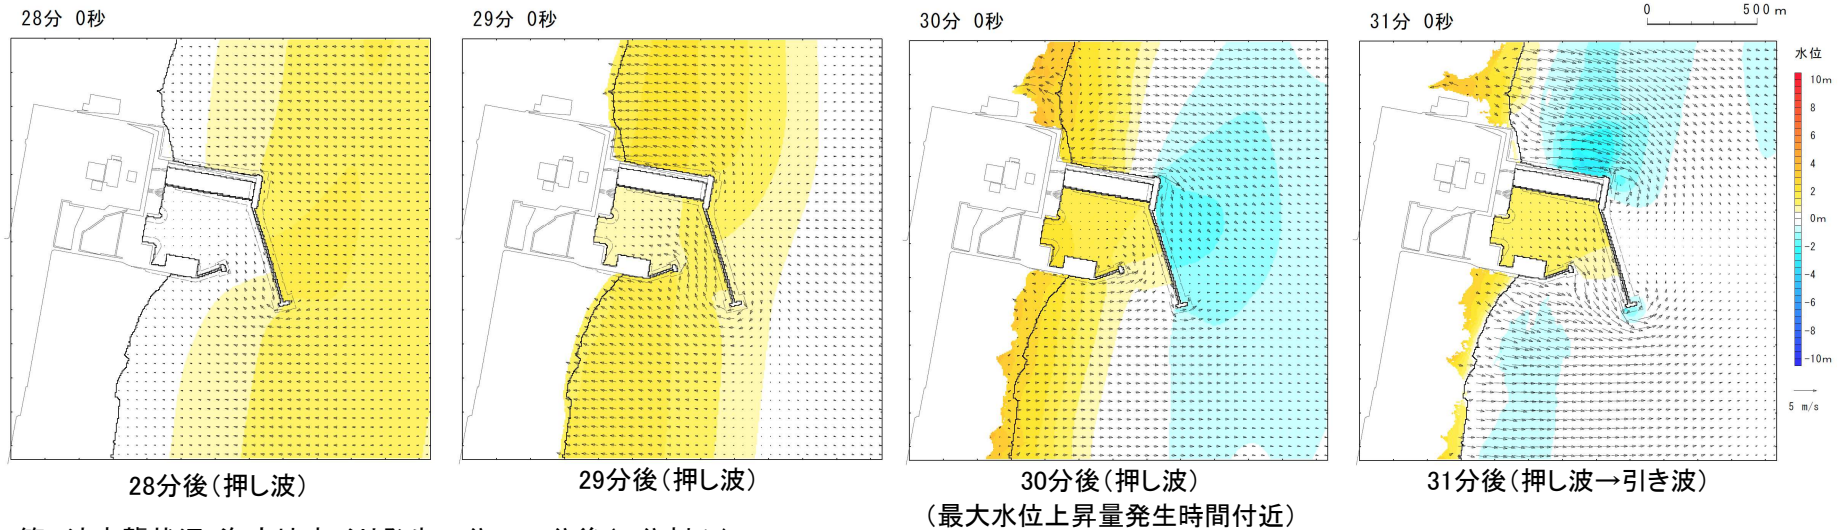 28分 0秒
29分 0秒
30分 0秒
31分 0秒
0 500m
水位
10m
8
6
4
2
0m
-2
-4
-6
-8
-10m
5 m/s
28分後(押し波)
29分後(押し波)
30分後(押し波)
(最大水位上昇量発生時間付近)
31分後(押し波→引き波)